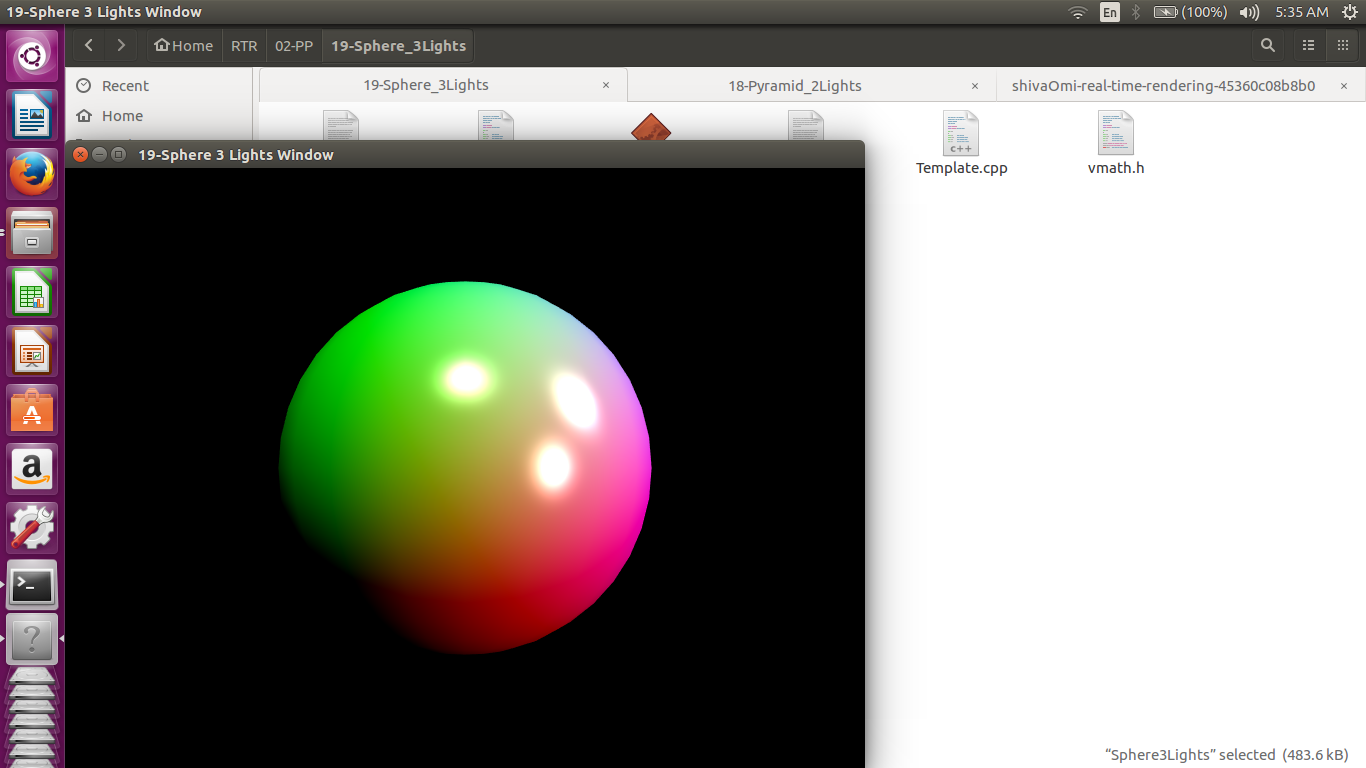 19-Sphere 3 Lights Window
En
(100%)
5:35 AM
Home
RTR
02-PP
19-Sphere_3Lights
Recent
Home
19-Sphere_3Lights
18-Pyramid_2Lights
shivaOmi-real-time-rendering-45360c08b8b0
19-Sphere 3 Lights Window
c++
Template.cpp
vmath.h
“Sphere3Lights” selected (483.6 kB)